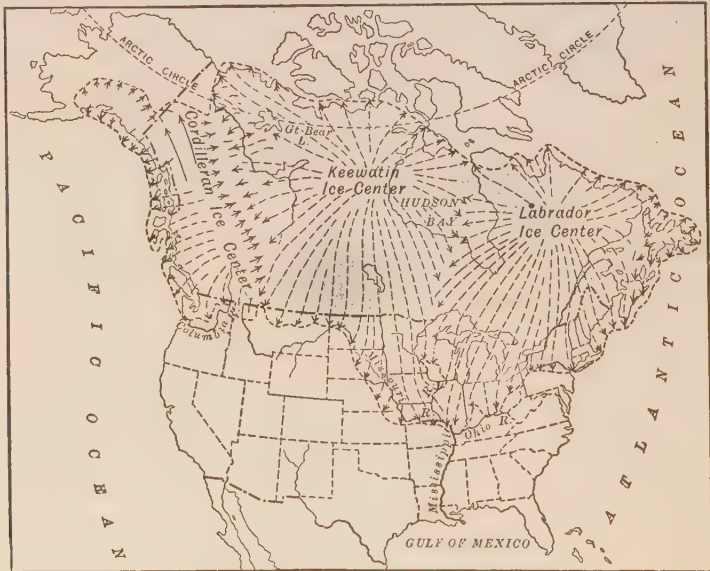 ARCTIC CIRCLE
ARCTIC CIRCLE
Gt. Bear
L.
Cordilleran Ice Center
Keewatin
Ice Center
HUDSON
BAY
Labrador
Ice Center
PACIFIC OCEAN
ATLANTIC OCEAN
Columbia R.
Missouri
R.
R.
Ohio R.
Mississippi
GULF OF MEXICO